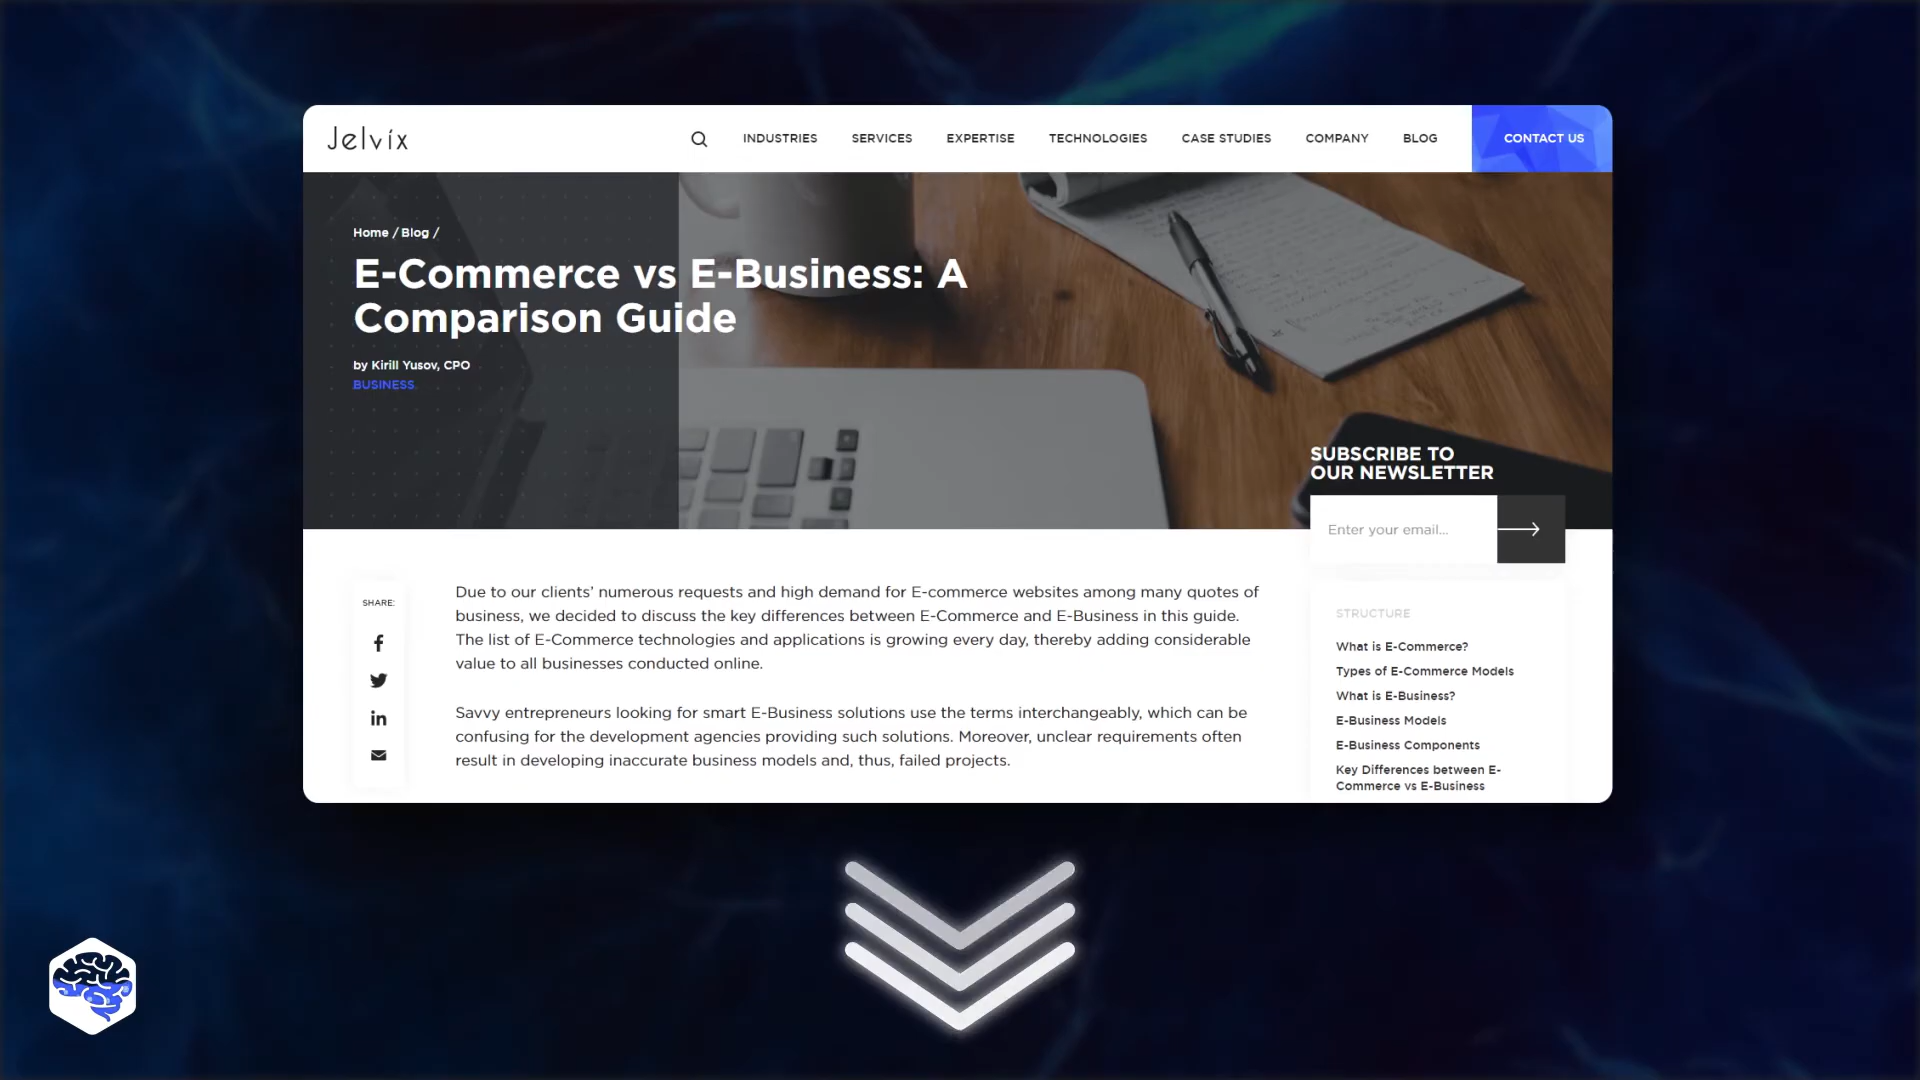 Jelvix
INDUSTRIES SERVICES EXPERTISE TECHNOLOGIES CASE STUDIES COMPANY BLOG CONTACT US
Home / Blog /
E-Commerce vs E-Business: A
Comparison Guide
by Kirill Yusov, CPO
BUSINESS
SUBSCRIBE TO
OUR NEWSLETTER
Enter your email...
SHARE:
Due to our clients’ numerous requests and high demand for E-commerce websites among many quotes of
business, we decided to discuss the key differences between E-Commerce and E-Business in this guide.
The list of E-Commerce technologies and applications is growing every day, thereby adding considerable
value to all businesses conducted online.
Savvy entrepreneurs looking for smart E-Business solutions use the terms interchangeably, which can be
confusing for the development agencies providing such solutions. Moreover, unclear requirements often
result in developing inaccurate business models and, thus, failed projects.
STRUCTURE
What is E-Commerce?
Types of E-Commerce Models
What is E-Business?
E-Business Models
E-Business Components
Key Differences between E-
Commerce vs E-Business